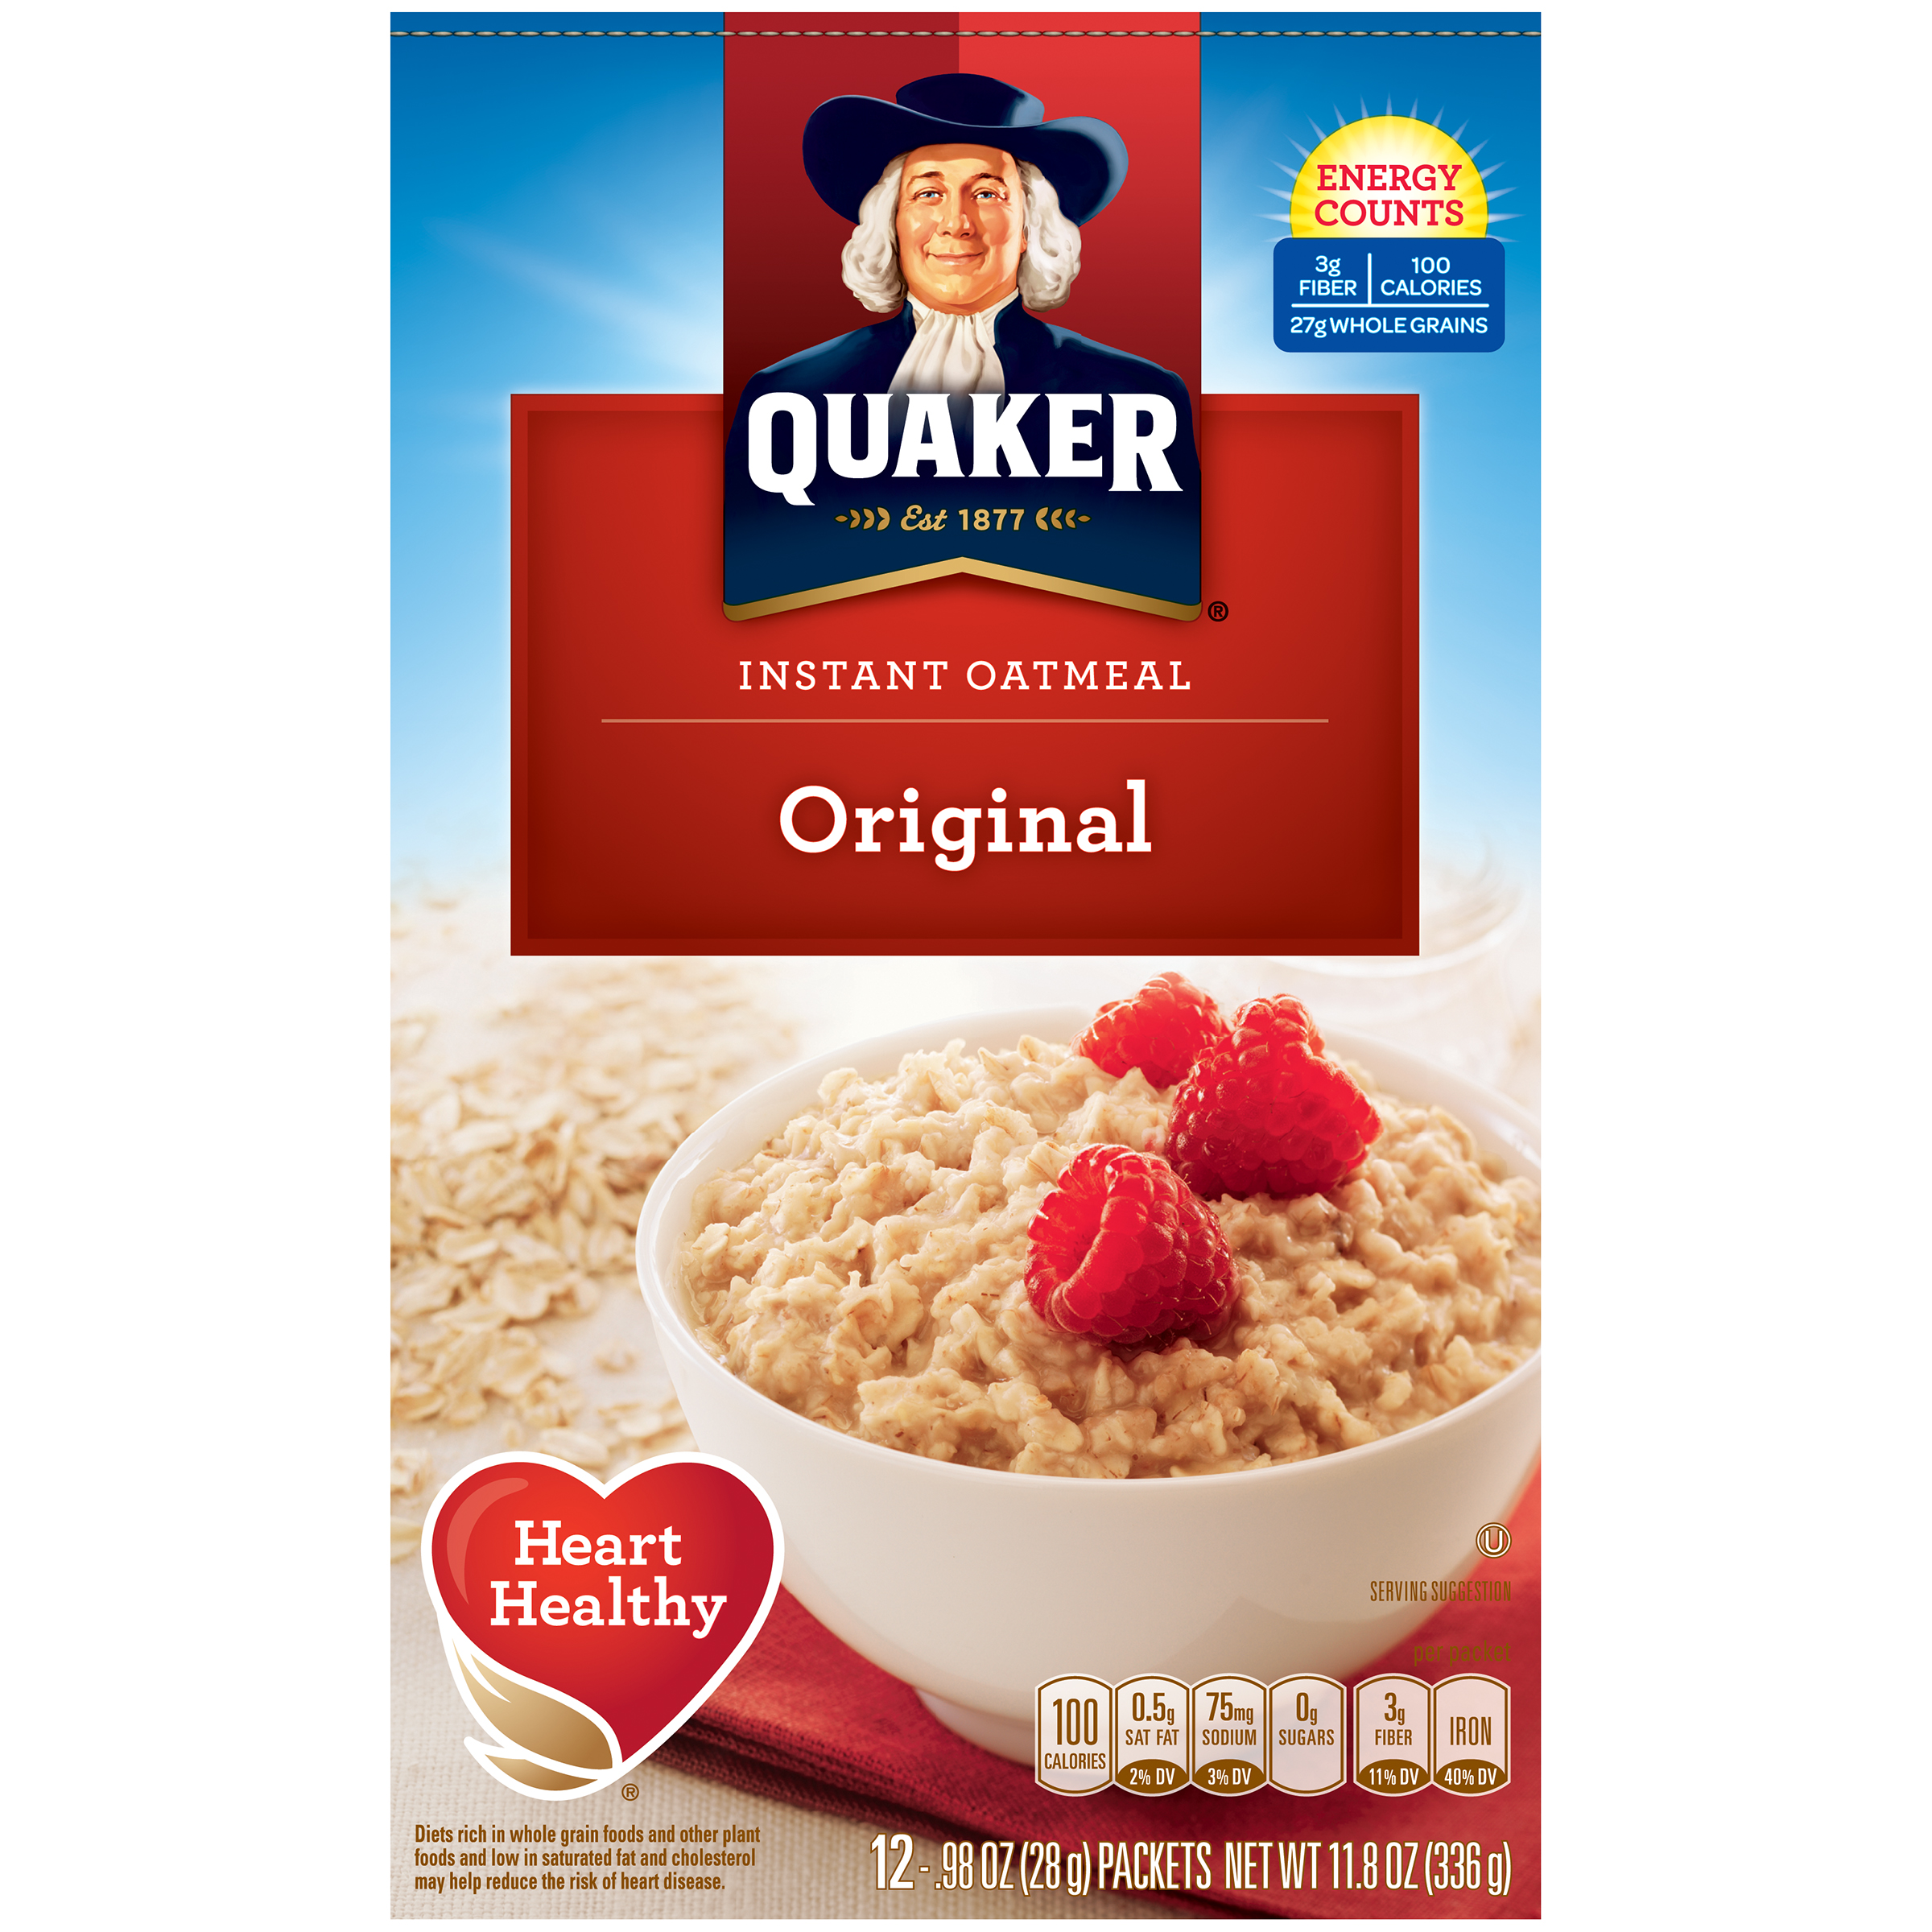 ENERGY
COUNTS
3g
FIBER
100
CALORIES
27g WHOLE GRAINS
QUAKER
Est 1877
®
INSTANT OATMEAL
Original
Heart
Healthy
®
Diets rich in whole grain foods and other plant
foods and low in saturated fat and cholesterol
may help reduce the risk of heart disease.
U
SERVING SUGGESTION
per packet
100
CALORIES
0.5g
SAT FAT
2% DV
75mg
SODIUM
3% DV
0g
SUGARS
3g
FIBER
11% DV
IRON
40% DV
12 - .98 OZ (28 g) PACKETS NET WT 11.8 OZ (336 g)